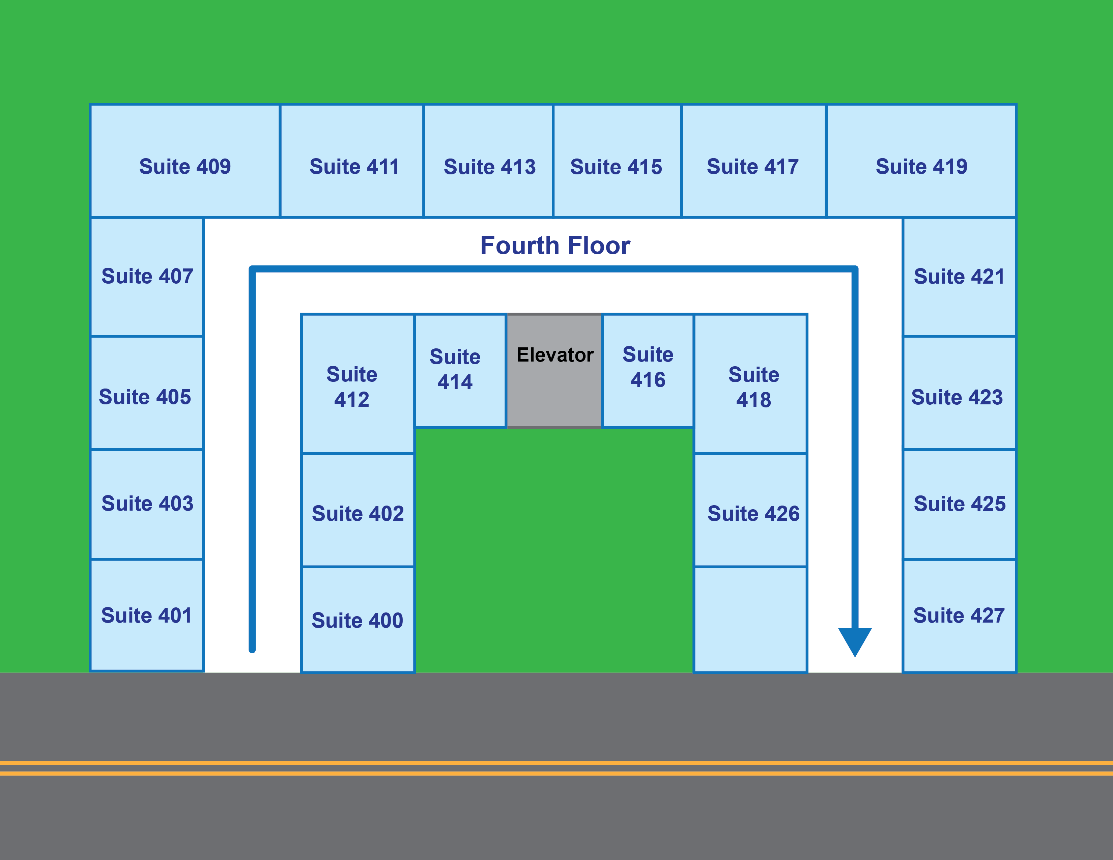 Suite 409
Suite 411
Suite 413
Suite 415
Suite 417
Suite 419
Fourth Floor
Suite 407
Suite 421
Suite
412
Suite
414
Elevator
Suite
416
Suite
418
Suite 405
Suite 423
Suite 403
Suite 402
Suite 426
Suite 425
Suite 401
Suite 400
Suite 427